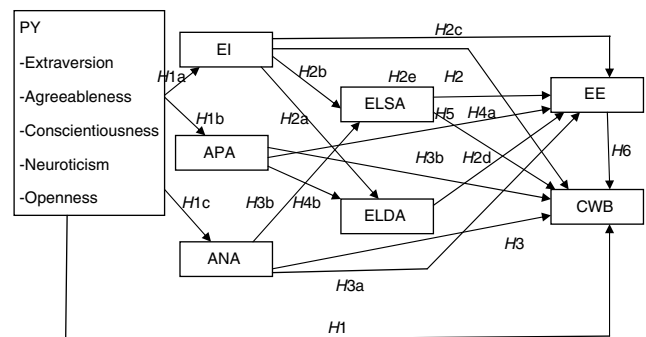 PY
-Extraversion
-Agreeableness
-Conscientiousness
-Neuroticism
-Openness
H1a
H1b
H1c
EI
APA
ANA
H2c
H2b
H2a
H2e
H2
ELSA
H5
H4a
EE
H3b
H2d
H6
H3b
H4b
ELDA
CWB
H3
H3a
H1